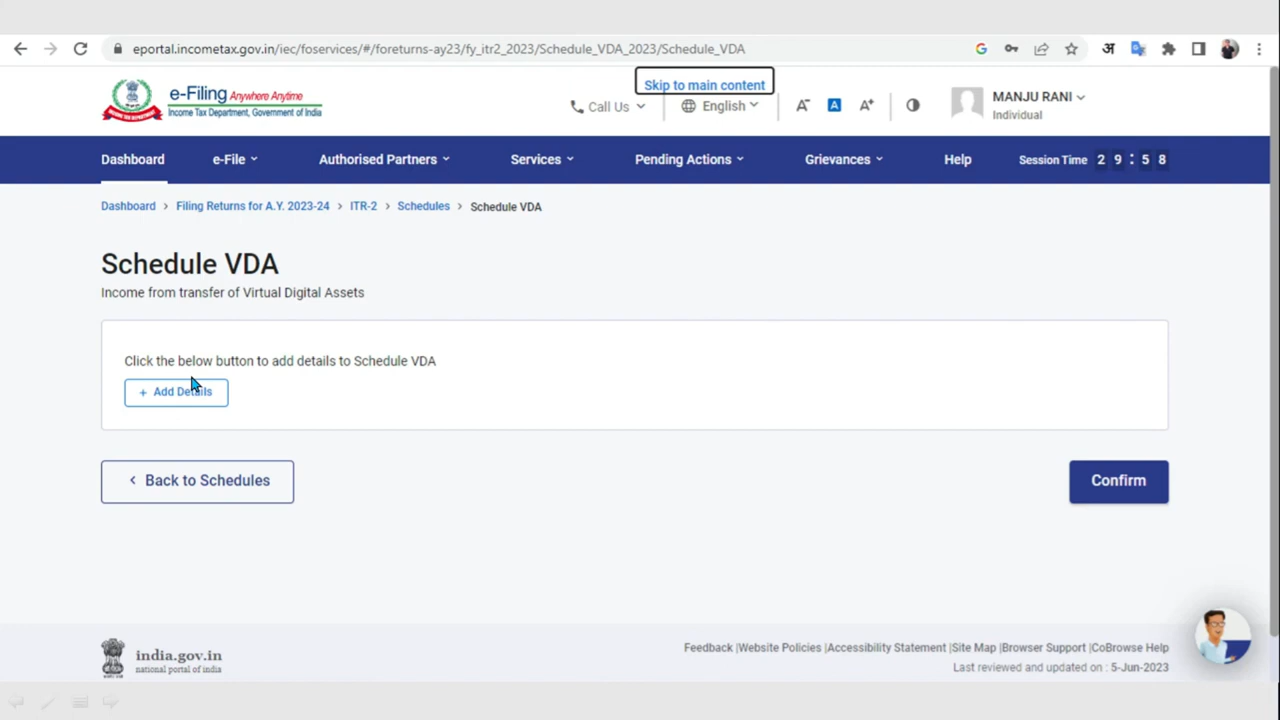 eportal.incometax.gov.in/iec/foservices/#/foreturns-ay23/fy_itr2_2023/Schedule_VDA_2023/Schedule_VDA
अ
Skip to main content
e-Filing Anywhere Anytime
Income Tax Department, Government of India
Call Us
English
A-
A
A+
MANJU RANI
Individual
Dashboard e-File Authorised Partners Services Pending Actions Grievances Help Session Time 2 9 : 5 8
Dashboard > Filing Returns for A.Y. 2023-24 > ITR-2 > Schedules > Schedule VDA
Schedule VDA
Income from transfer of Virtual Digital Assets
Click the below button to add details to Schedule VDA
+ Add Details
< Back to Schedules
Confirm
india.gov.in
national portal of india
Feedback |Website Policies |Accessibility Statement |Site Map |Browser Support |CoBrowse Help
Last reviewed and updated on : 5-Jun-2023